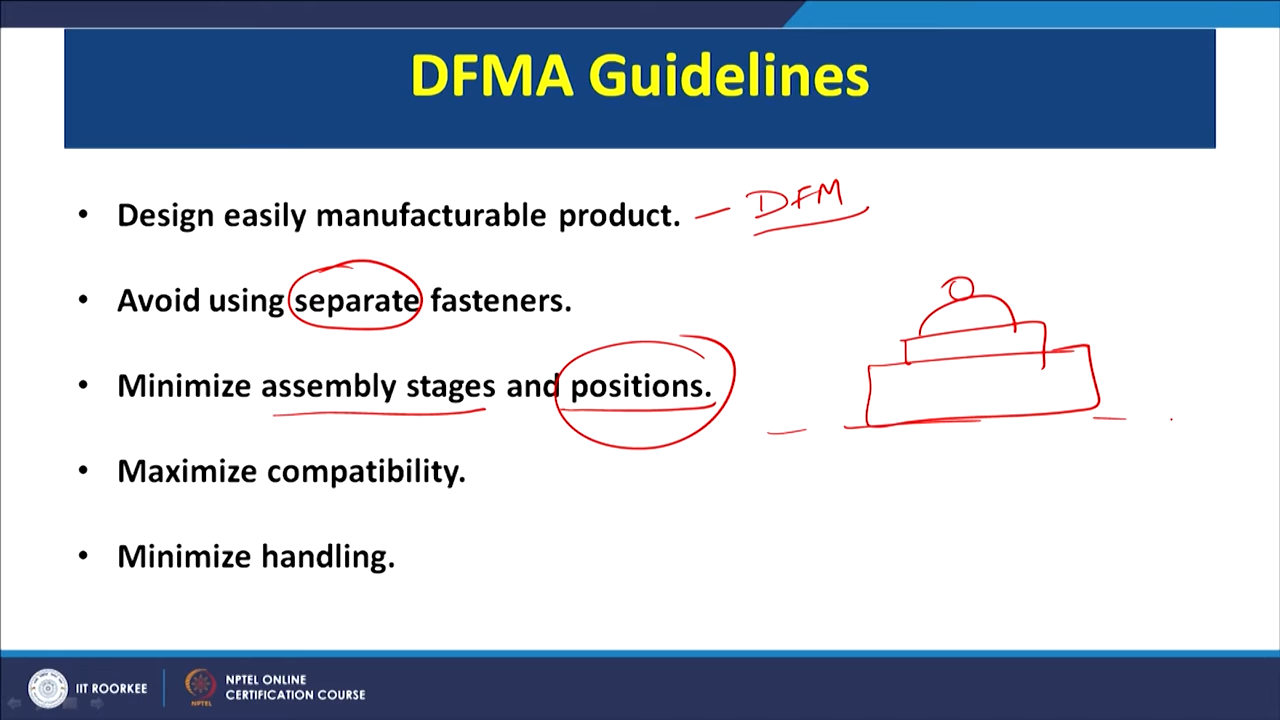 DFMA Guidelines
• Design easily manufacturable product. — DFM
• Avoid using separate fasteners.
• Minimize assembly stages and positions.
• Maximize compatibility.
• Minimize handling.
IIT ROORKEE
NPTEL
NPTEL ONLINE
CERTIFICATION COURSE